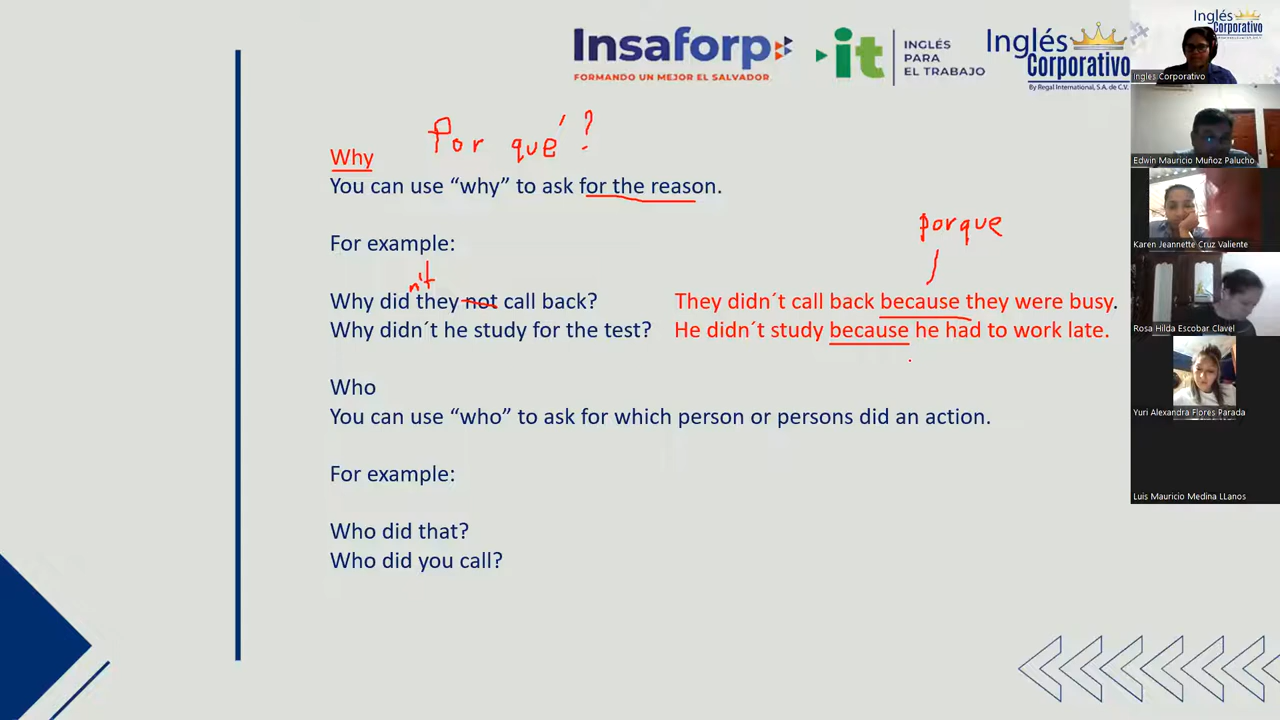 Insaforp
FORMANDO UN MEJOR EL SALVADOR
it
INGLÉS
PARA
EL TRABAJO
Inglés
Corporativo
By Regal International, S.A. de C.V.
Inglés
Corporativo
Ingles Corporativo
Edwin Mauricio Muñoz Palucho
Karen Jeannette Cruz Valiente
Rosa Hilda Escobar Clavel
Yuri Alexandra Flores Parada
Luis Mauricio Medina LLanos
Por qué?
Why
You can use “why” to ask for the reason.
porque
For example:
n't
Why did they not call back? They didn´t call back because they were busy.
Why didn´t he study for the test? He didn´t study because he had to work late.
Who
You can use “who” to ask for which person or persons did an action.
For example:
Who did that?
Who did you call?